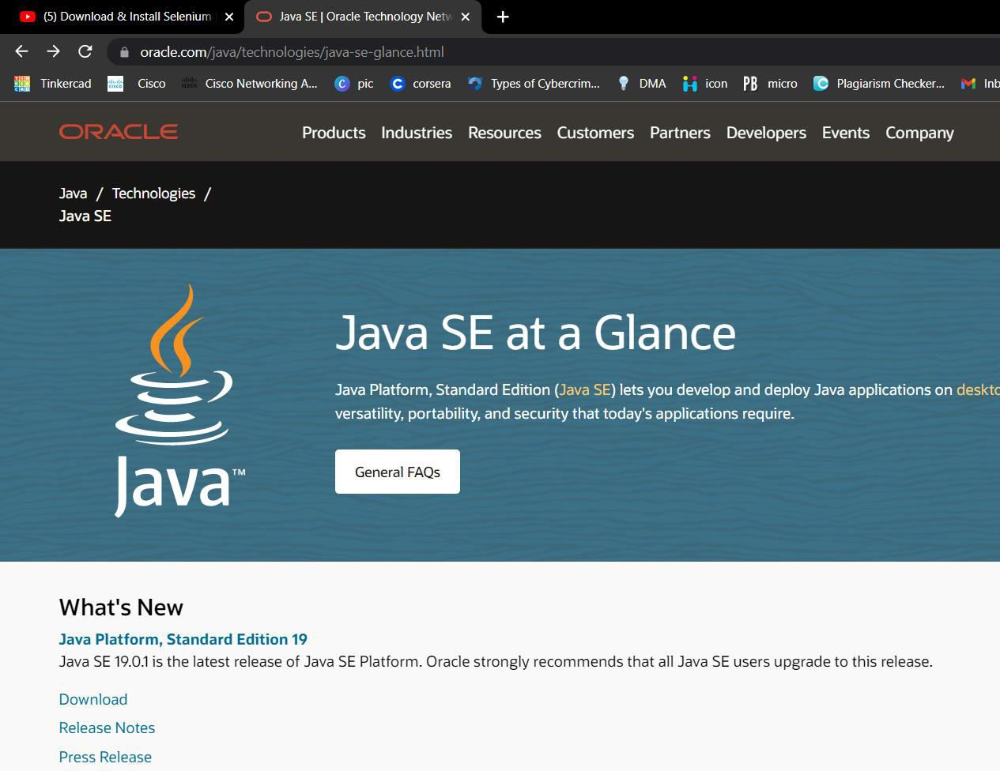 (5) Download & Install Selenium
Java SE | Oracle Technology Netw
oracle.com/java/technologies/java-se-glance.html
Tinkercad Cisco Cisco Networking A... pic corsera Types of Cybercrim... DMA icon PB micro Plagiarism Checker... Inb
ORACLE Products Industries Resources Customers Partners Developers Events Company
Java / Technologies /
Java SE
Java SE at a Glance
Java Platform, Standard Edition (Java SE) lets you develop and deploy Java applications on deskto
versatility, portability, and security that today's applications require.
General FAQs
Java™
What's New
Java Platform, Standard Edition 19
Java SE 19.0.1 is the latest release of Java SE Platform. Oracle strongly recommends that all Java SE users upgrade to this release.
Download
Release Notes
Press Release